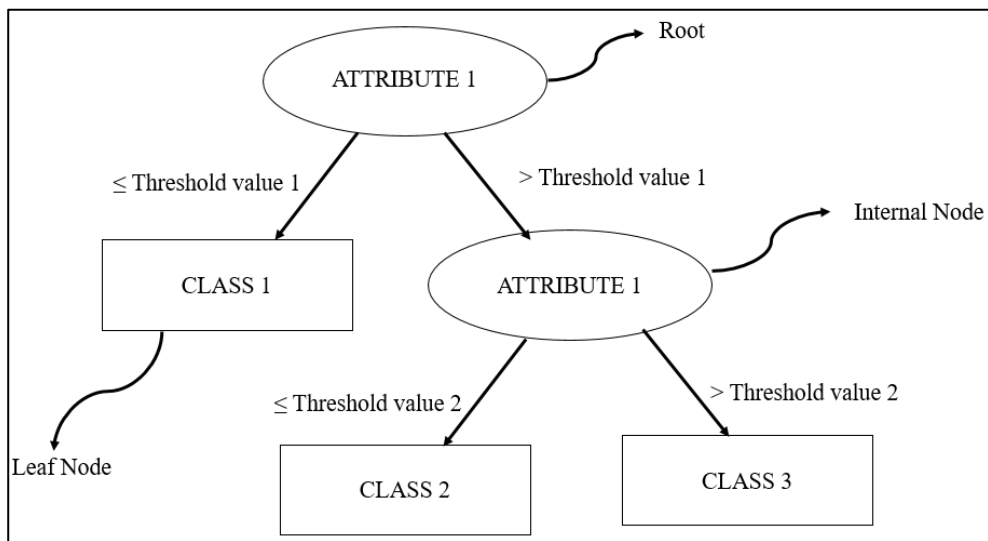 Root
ATTRIBUTE 1
≤ Threshold value 1
> Threshold value 1
Internal Node
CLASS 1
ATTRIBUTE 1
≤ Threshold value 2
> Threshold value 2
Leaf Node
CLASS 2
CLASS 3